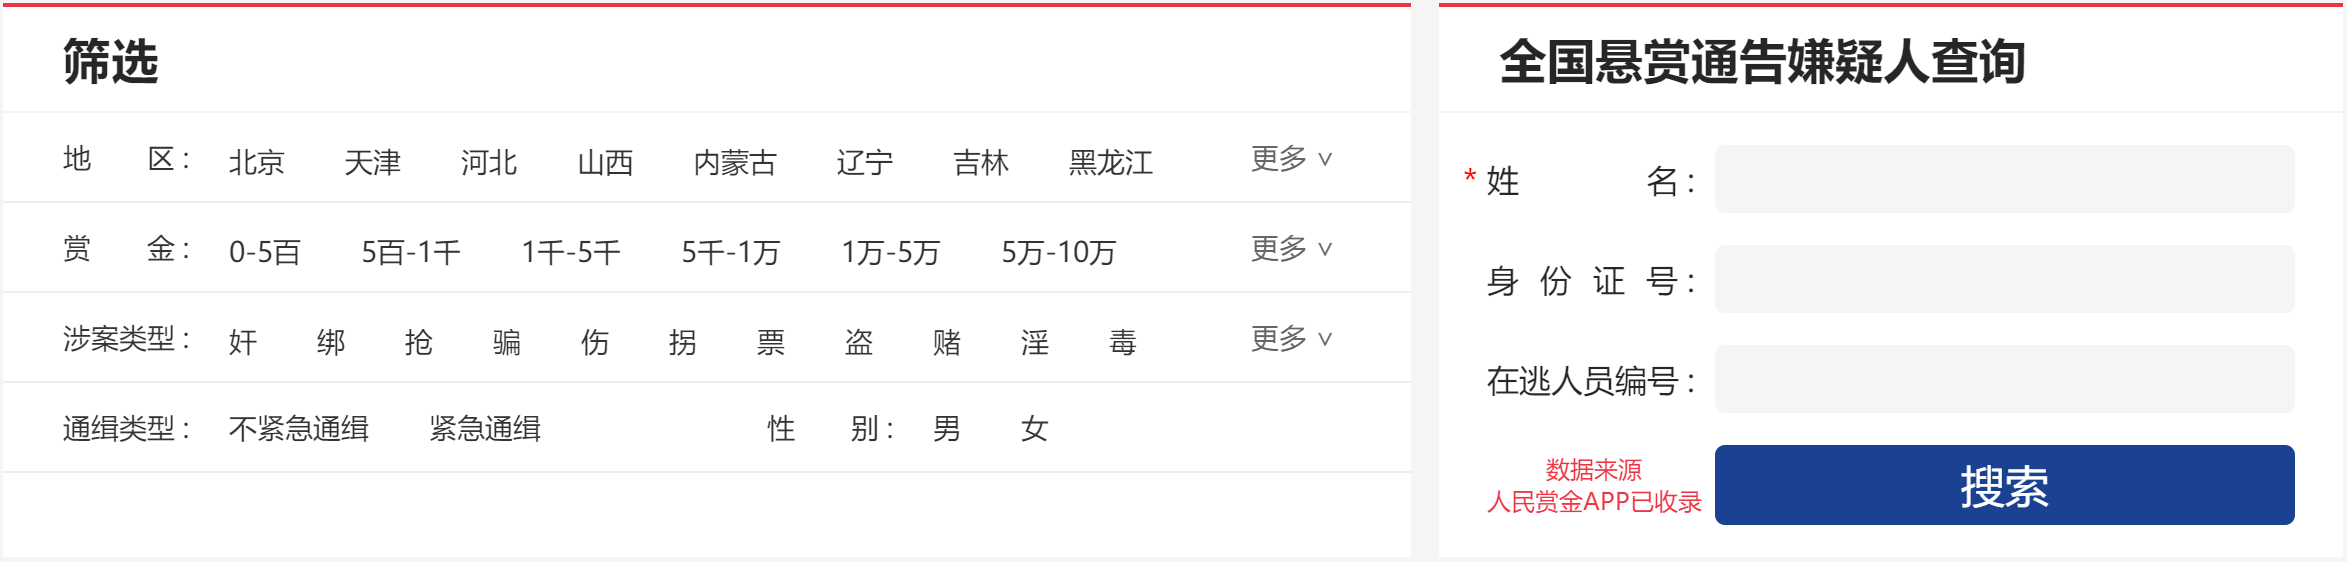 筛选
地 区： 北京 天津 河北 山西 内蒙古 辽宁 吉林 黑龙江 更多
赏 金： 0-5百 5百-1千 1千-5千 5千-1万 1万-5万 5万-10万 更多
涉案类型： 奸 绑 抢 骗 伤 拐 票 盗 赌 淫 毒 更多
通缉类型： 不紧急通缉 紧急通缉 性 别： 男 女
全国悬赏通告嫌疑人查询
* 姓 名：
身 份 证 号：
在逃人员编号：
数据来源
人民赏金APP已收录
搜索